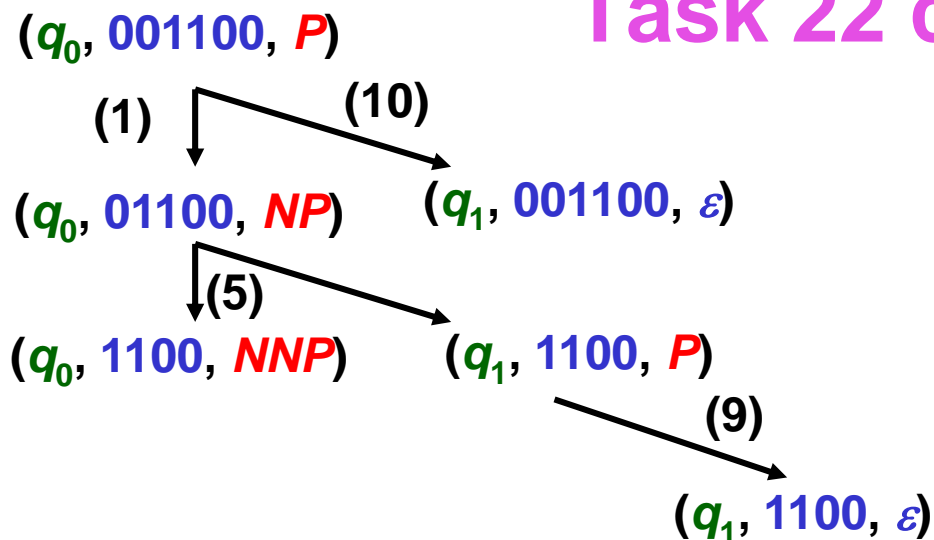 Task 22
(q₀, 001100, P)
(1) (10)
(q₀, 01100, NP) (q₁, 001100, ε)
(5)
(q₀, 1100, NNP) (q₁, 1100, P)
(9)
(q₁, 1100, ε)